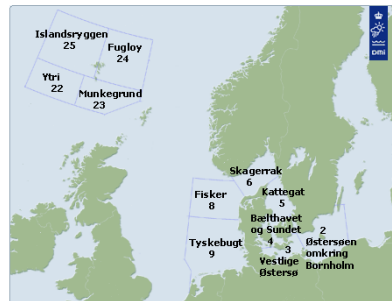 Islandsryggen
25
Fugloy
24
Ytri
22
Munkegrund
23
DMI
Skagerrak
6
Fisker
8
Kattegat
5
Bælthavet
og Sundet
4
Tyskebugt
9
3
Vestlige
Østersø
2
Østersøen
omkring
Bornholm